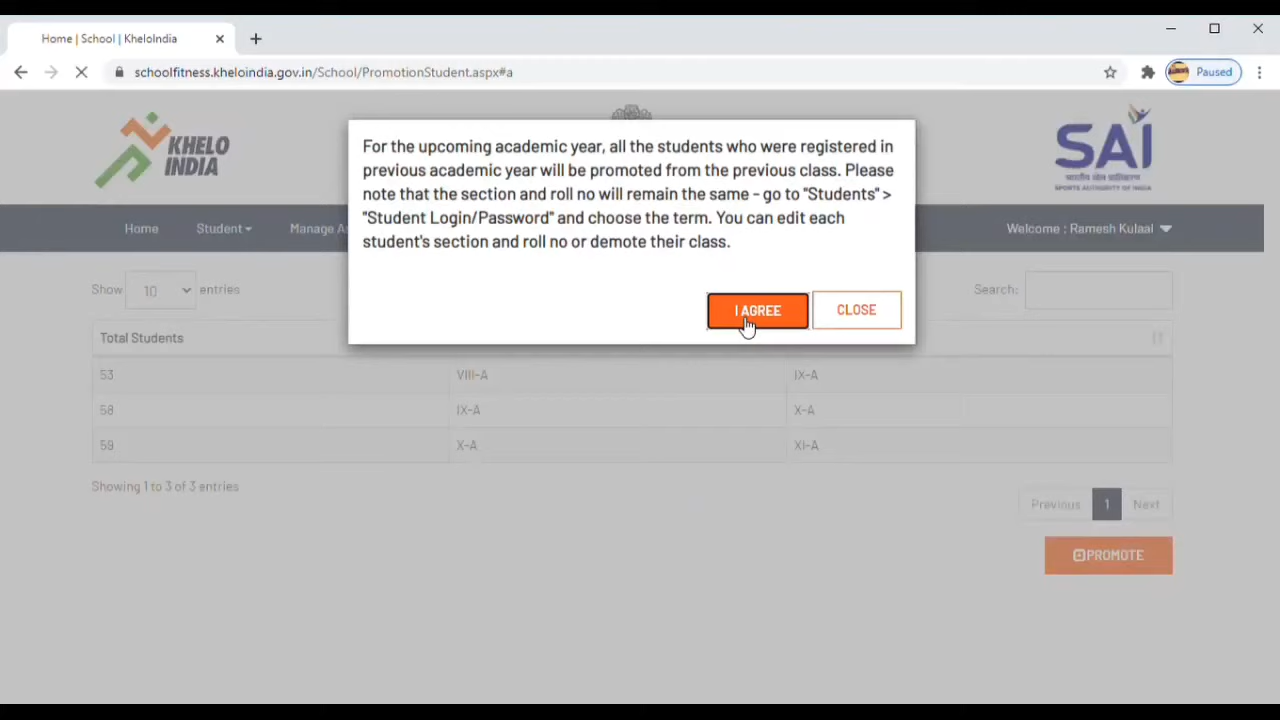 Home | School | KheloIndia
schoolfitness.kheloindia.gov.in/School/PromotionStudent.aspx#a
Paused
KHELO
INDIA
SAI
भारतीय खेल प्राधिकरण
SPORTS AUTHORITY OF INDIA
For the upcoming academic year, all the students who were registered in
previous academic year will be promoted from the previous class. Please
note that the section and roll no will remain the same - go to "Students" >
"Student Login/Password" and choose the term. You can edit each
student's section and roll no or demote their class.
I AGREE
CLOSE
Home
Student
Manage As
Welcome : Ramesh Kulaal
Show 10 entries
Search:
Total Students
53 VIII-A IX-A
58 IX-A X-A
59 X-A XI-A
Showing 1 to 3 of 3 entries
Previous 1 Next
PROMOTE